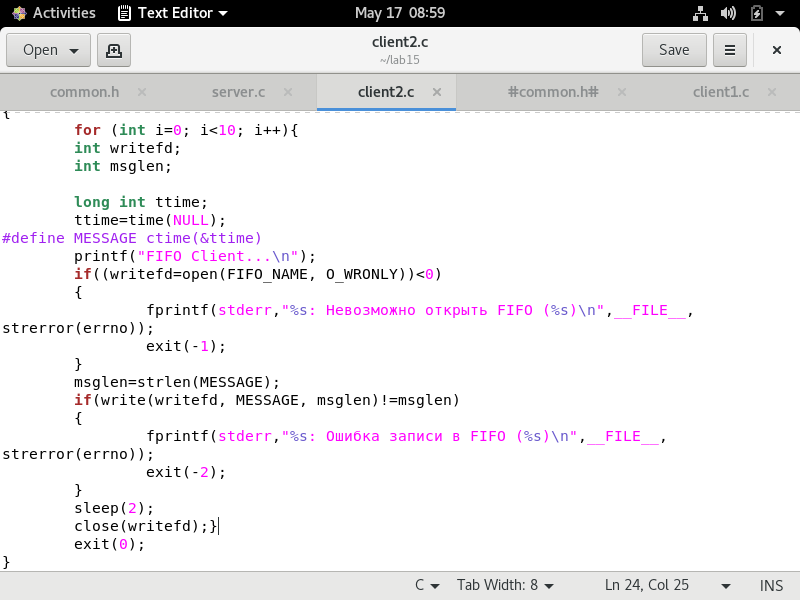 Activities Text Editor May 17 08:59
Open client2.c Save
~/lab15
common.h × server.c × client2.c × #common.h# × client1.c ×
{
for (int i=0; i<10; i++){
int writefd;
int msglen;
long int ttime;
ttime=time(NULL);
#define MESSAGE ctime(&ttime)
printf("FIFO Client...\n");
if((writefd=open(FIFO_NAME, O_WRONLY))<0)
{
fprintf(stderr,"%s: Невозможно открыть FIFO (%s)\n",__FILE__,
strerror(errno));
exit(-1);
}
msglen=strlen(MESSAGE);
if(write(writefd, MESSAGE, msglen)!=msglen)
{
fprintf(stderr,"%s: Ошибка записи в FIFO (%s)\n",__FILE__,
strerror(errno));
exit(-2);
}
sleep(2);
close(writefd);}
exit(0);
}
C Tab Width: 8 Ln 24, Col 25 INS